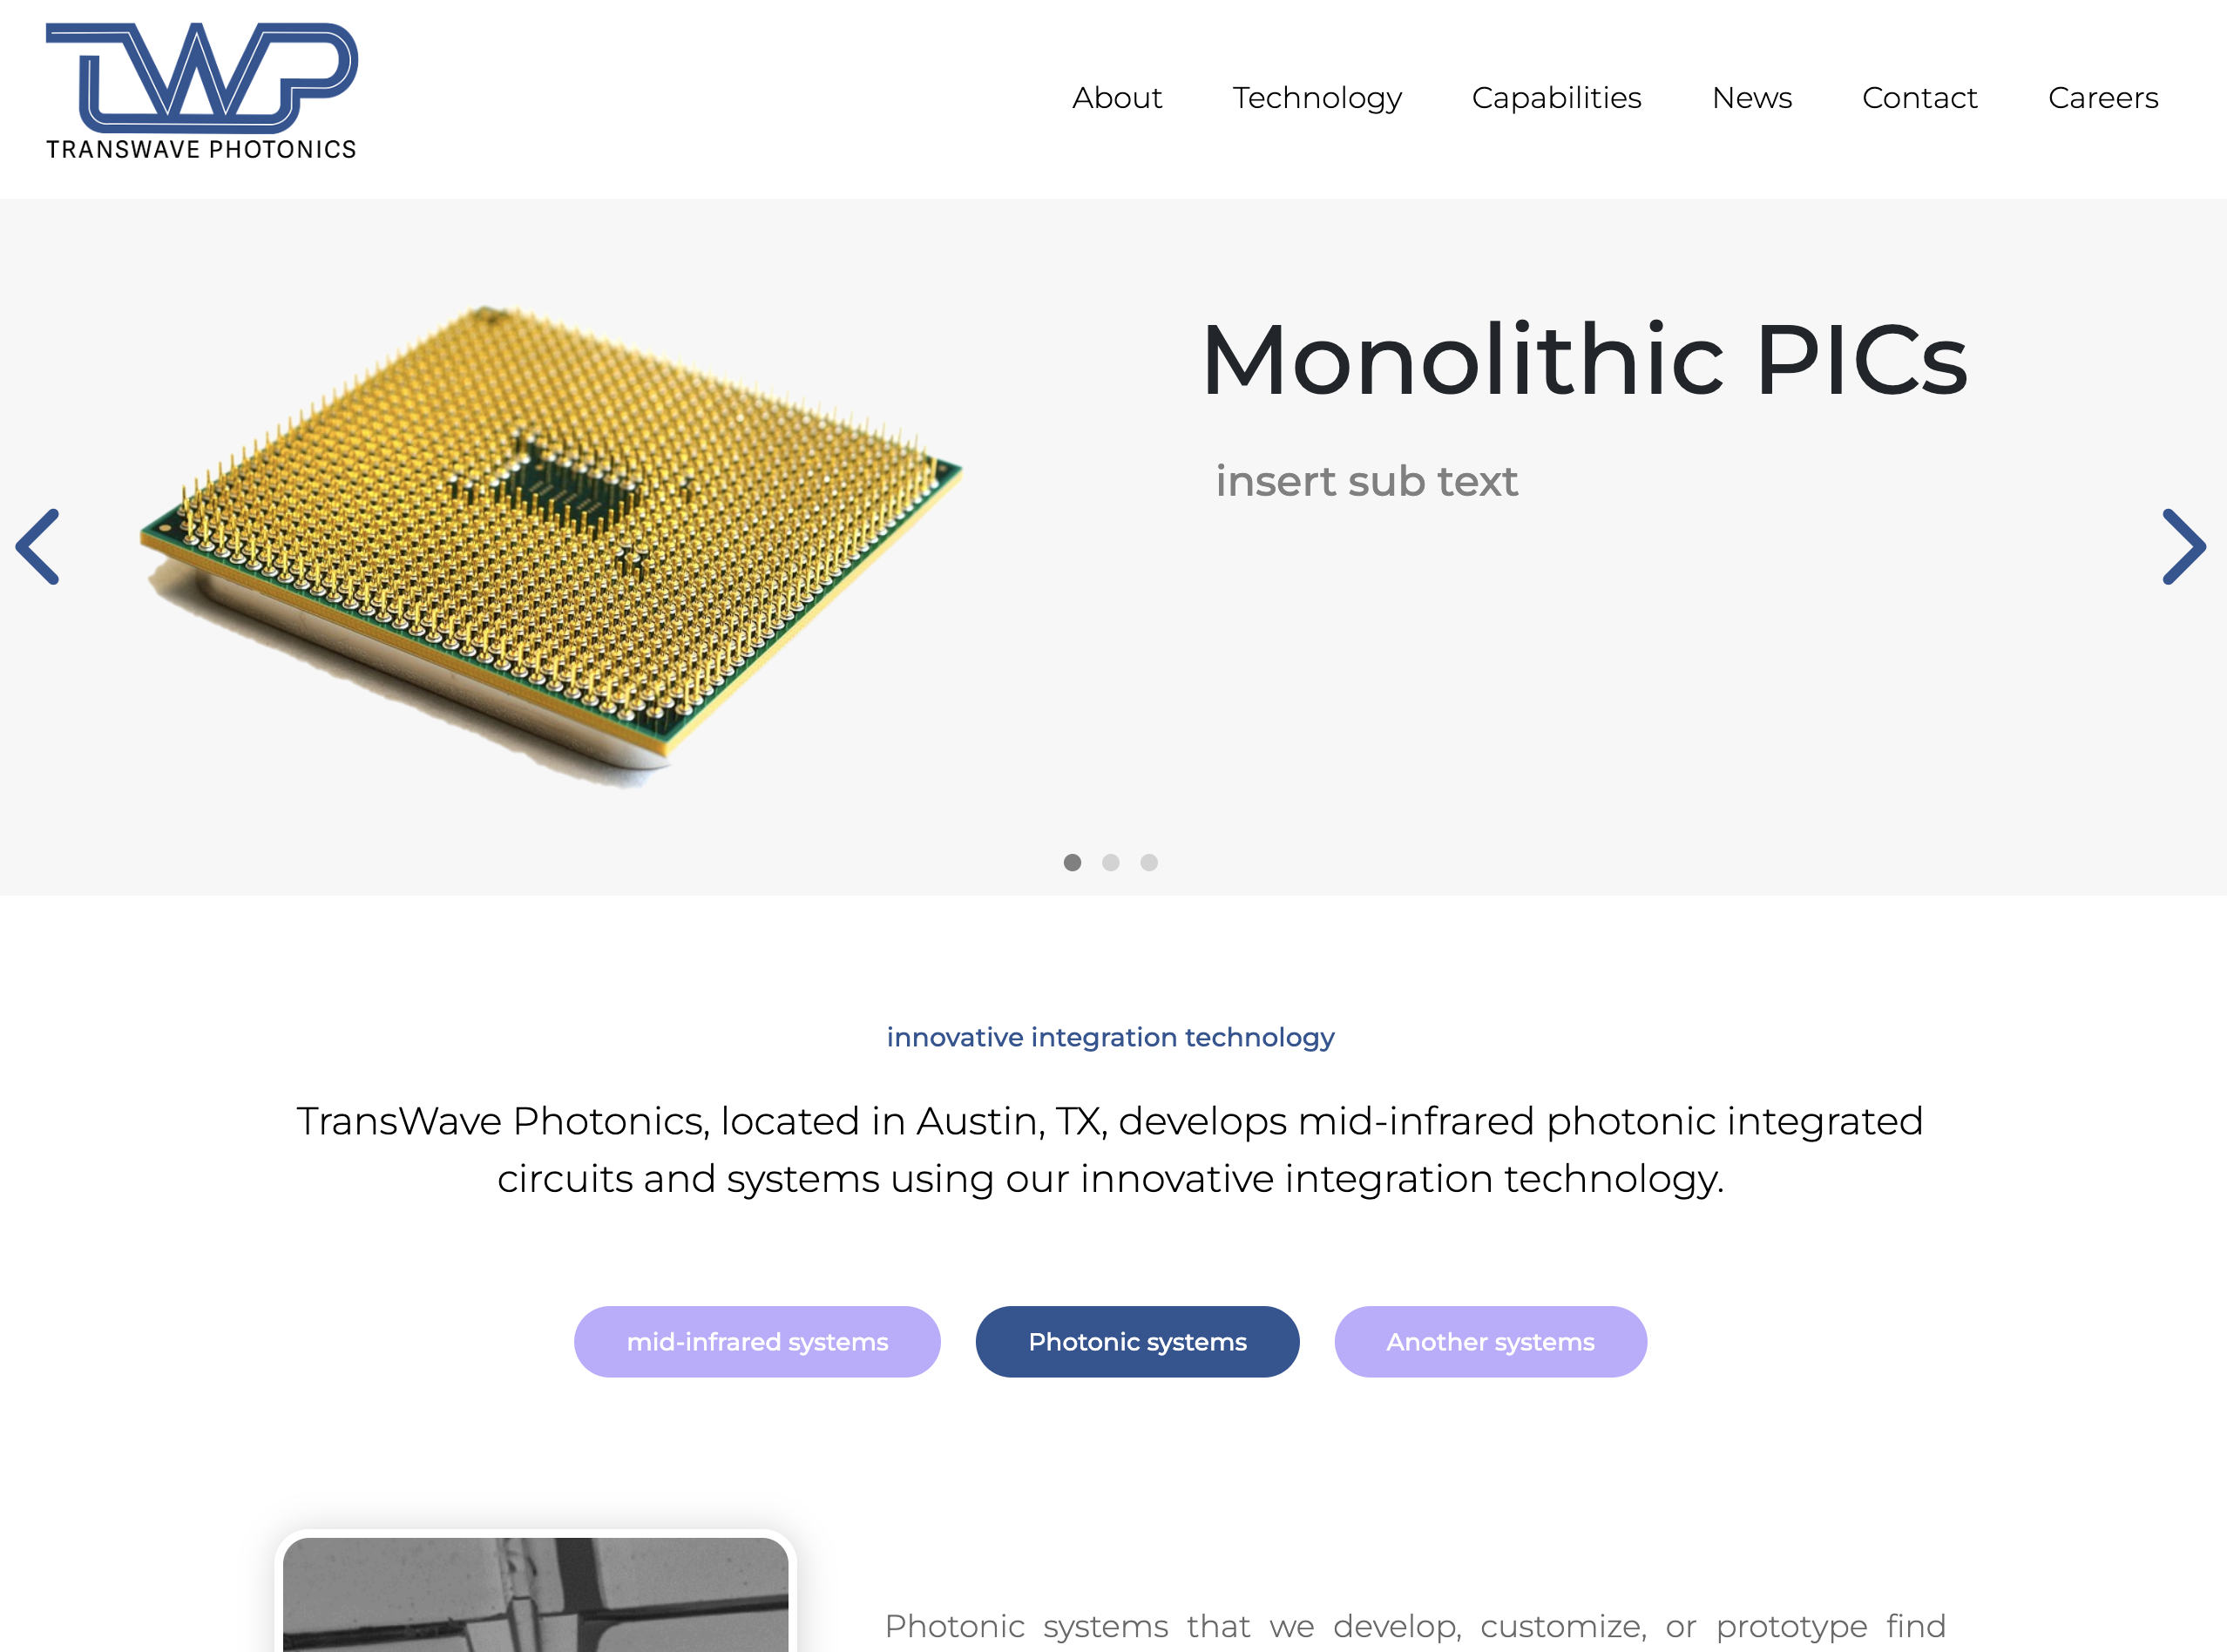 TWP
TRANSWAVE PHOTONICS
About Technology Capabilities News Contact Careers
Monolithic PICs
insert sub text
innovative integration technology
TransWave Photonics, located in Austin, TX, develops mid-infrared photonic integrated
circuits and systems using our innovative integration technology.
mid-infrared systems Photonic systems Another systems
Photonic systems that we develop, customize, or prototype find